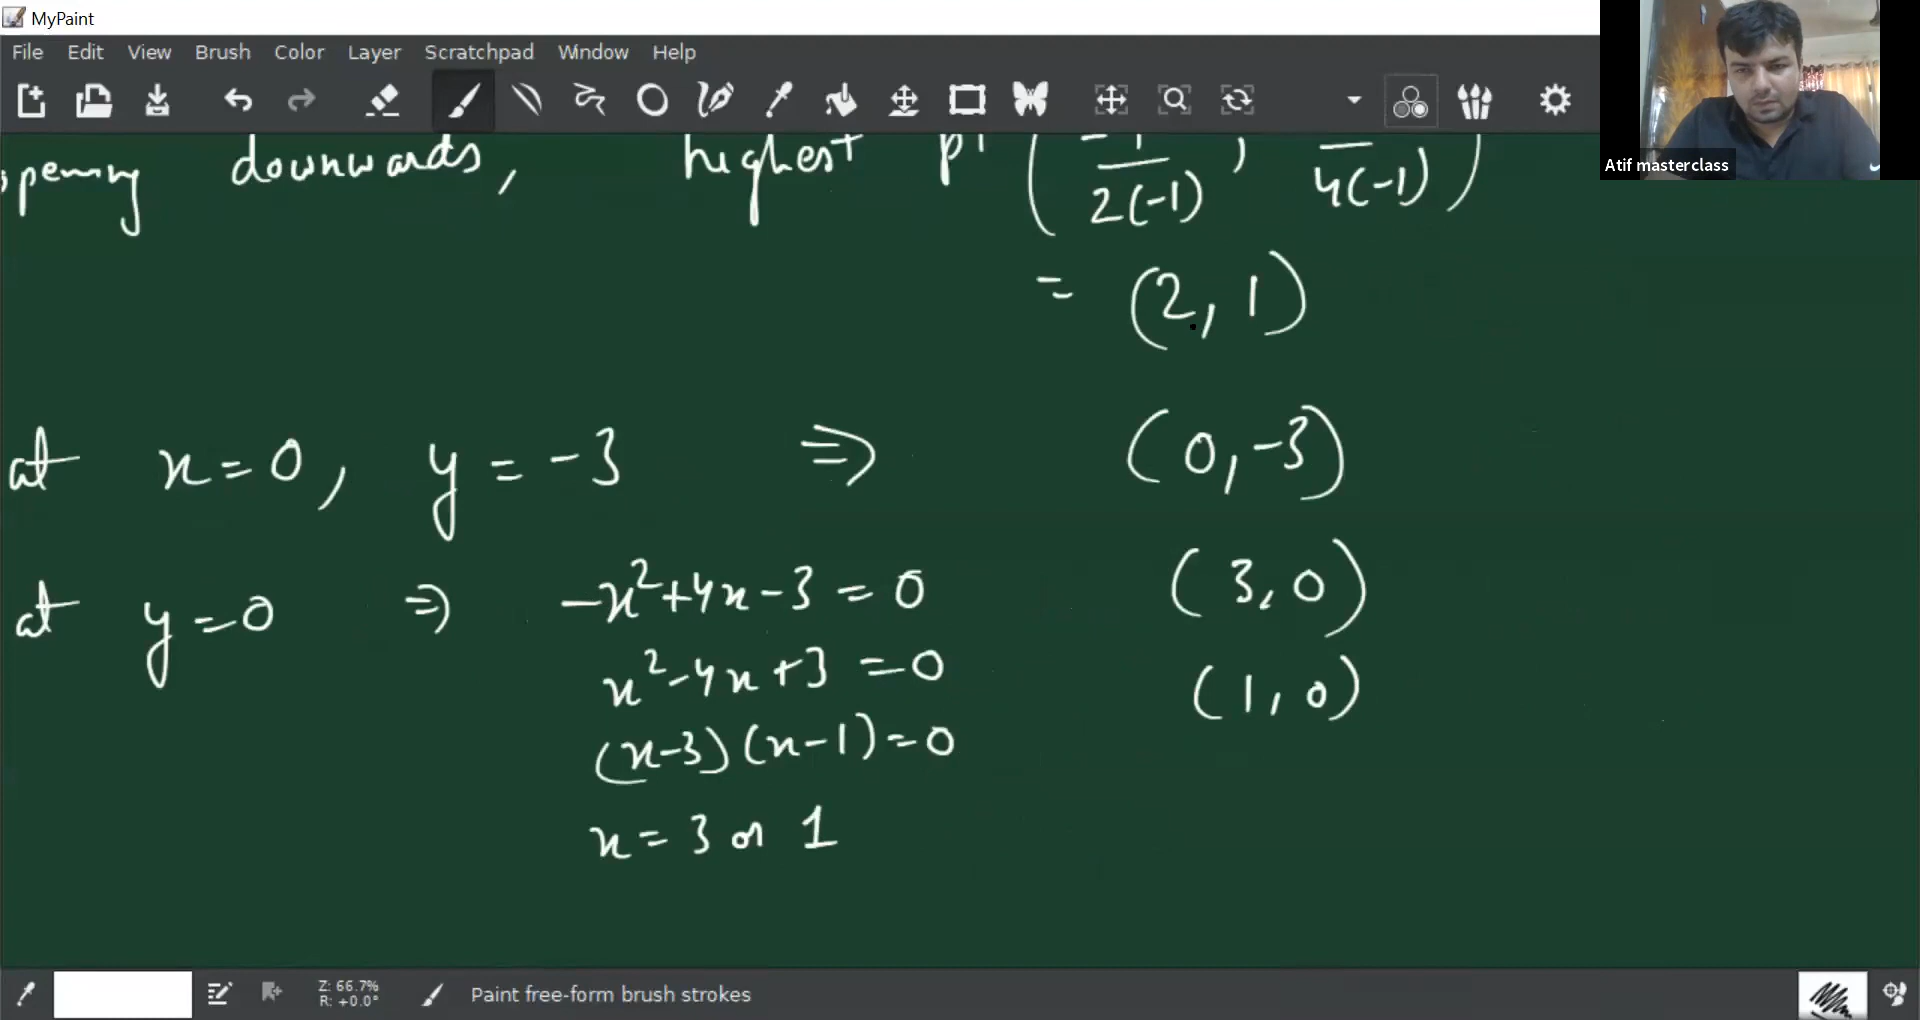 MyPaint
File Edit View Brush Color Layer Scratchpad Window Help
Atif masterclass
downwards, highest
2(-1) , 4(-1) )
= (2, 1)
at x=0, y = -3 ⇒ (0, -3)
at y=0 ⇒ -x²+4x-3 = 0 (3, 0)
x²-4x+3 =0 (1, 0)
(x-3)(x-1)=0
x = 3 or 1
Z: 66.7%
R: +0.0°
Paint free-form brush strokes